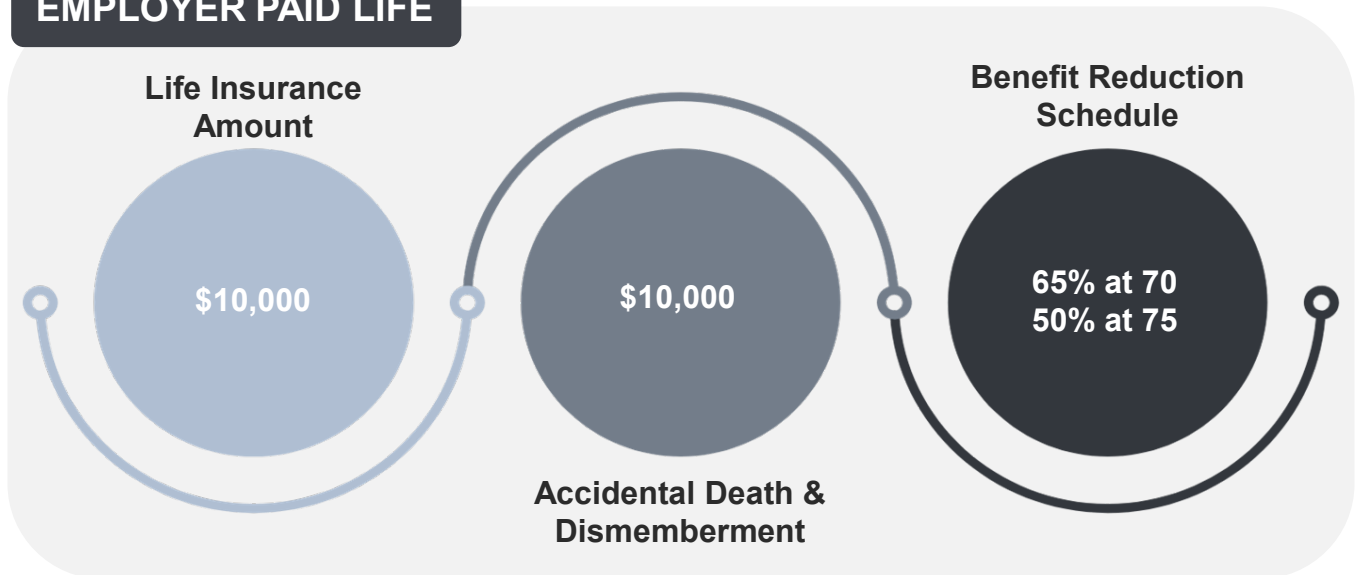 EMPLOYER PAID LIFE
Life Insurance
Amount
$10,000
$10,000
Accidental Death &
Dismemberment
Benefit Reduction
Schedule
65% at 70
50% at 75